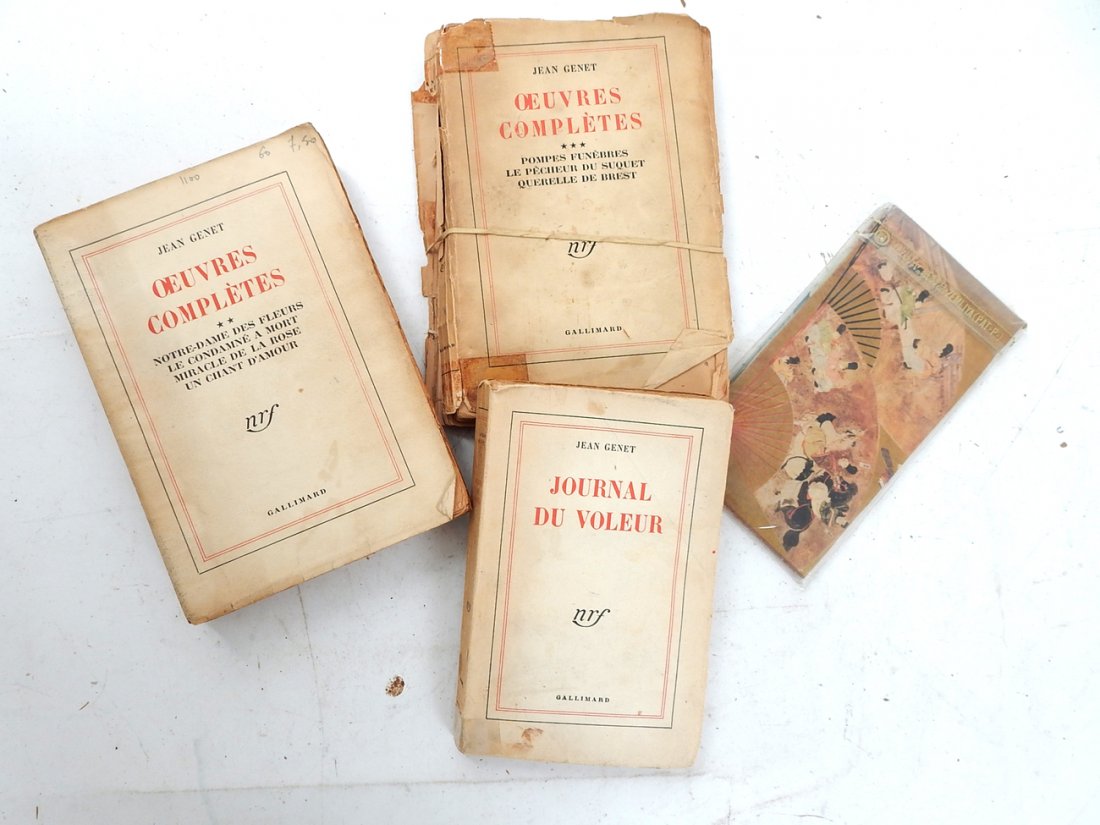 1100
60 7,50
JEAN GENET
ŒUVRES
COMPLÈTES
**
NOTRE-DAME DES FLEURS
LE CONDAMNÉ A MORT
MIRACLE DE LA ROSE
UN CHANT D'AMOUR
nrf
GALLIMARD
JEAN GENET
ŒUVRES
COMPLÈTES
***
POMPES FUNÈBRES
LE PÊCHEUR DU SUQUET
QUERELLE DE BREST
nrf
GALLIMARD
JEAN GENET
JOURNAL
DU VOLEUR
nrf
GALLIMARD